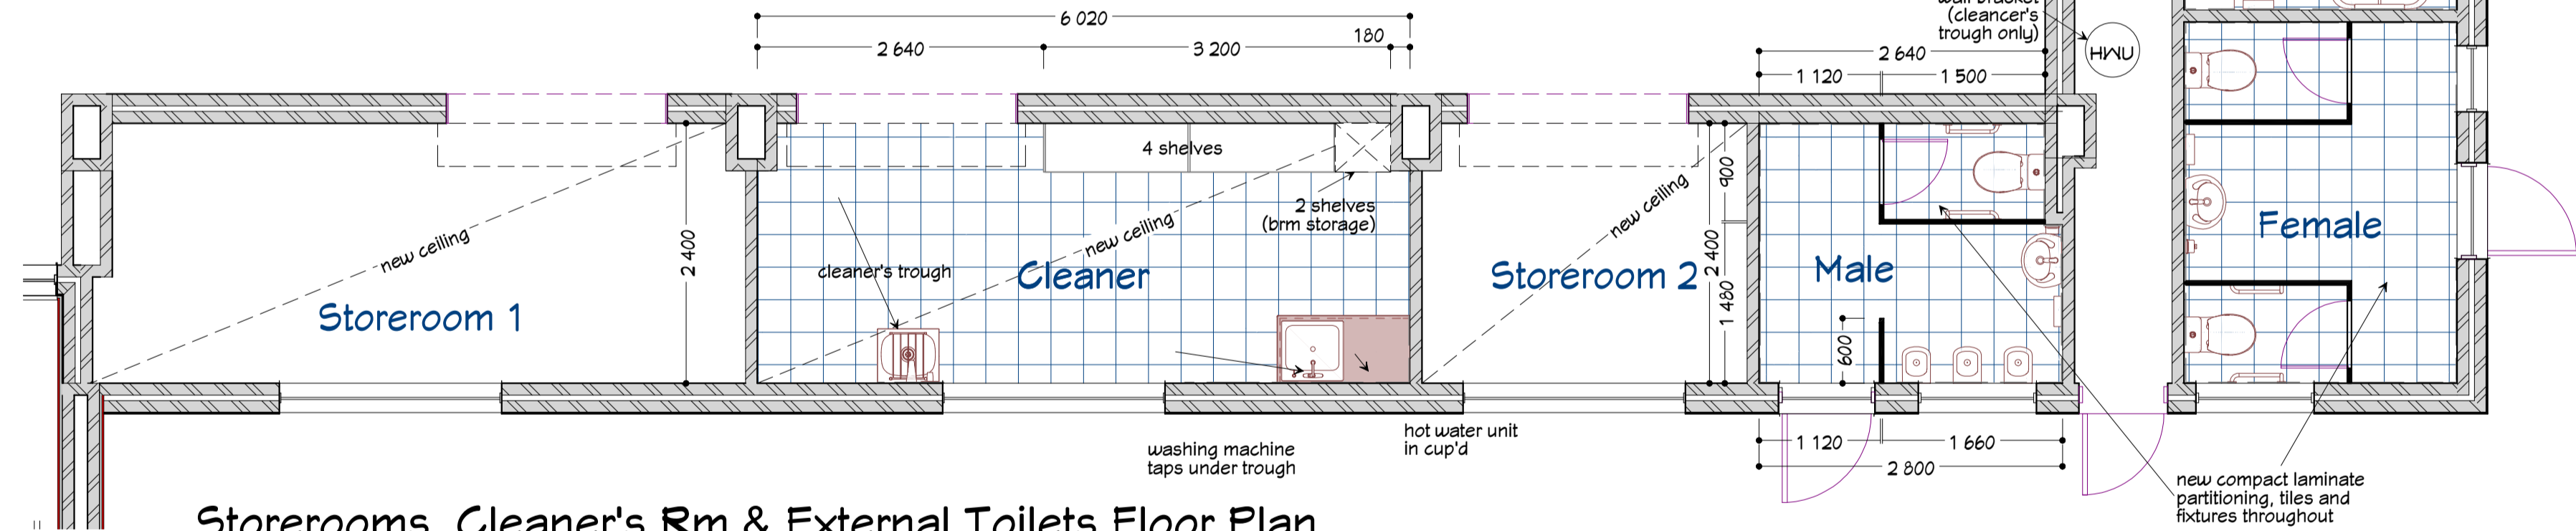 6 020
2 640
3 200
180
wall bracket
(cleancer's
trough only)
HWU
2 640
1 120
1 500
4 shelves
2 shelves
(brm storage)
new ceiling
new ceiling
new ceiling
2 400
900
2 400
1 480
cleaner's trough
Storeroom 1
Cleaner
Storeroom 2
Male
Female
600
washing machine
taps under trough
hot water unit
in cup'd
1 120
1 660
2 800
new compact laminate
partitioning, tiles and
fixtures throughout
Storerooms, Cleaner's Rm & External Toilets Floor Plan